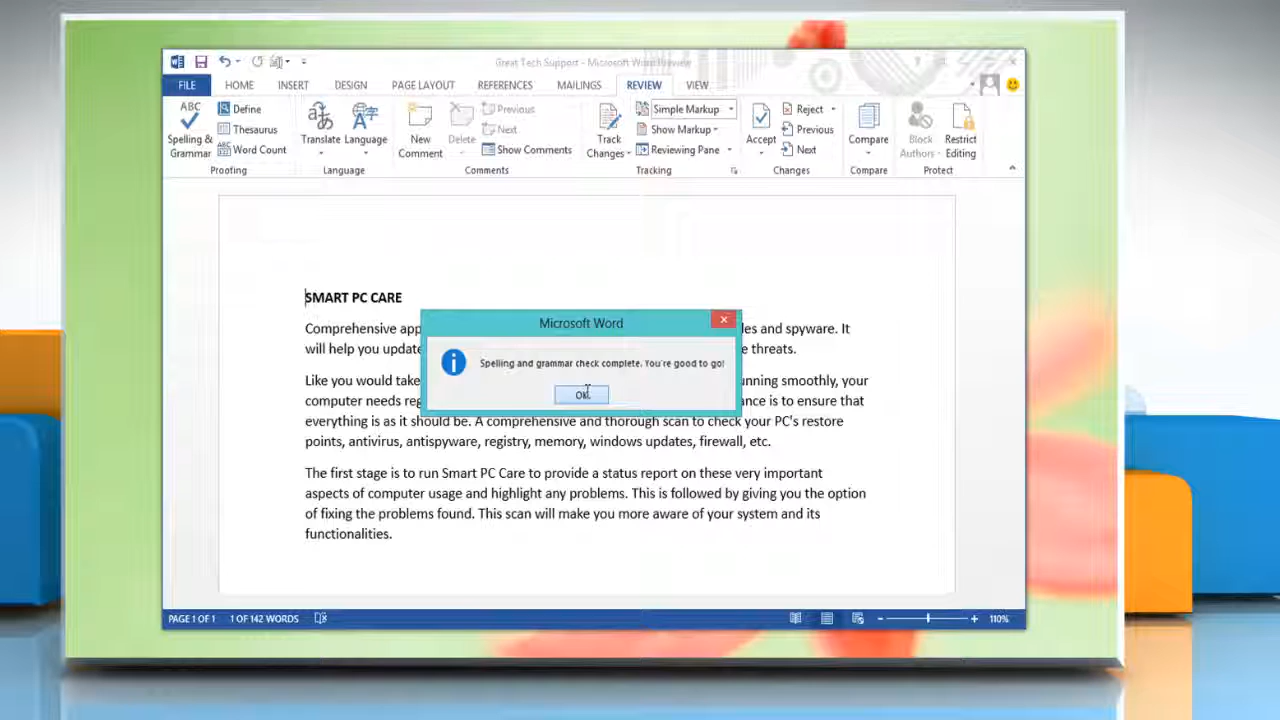 Great Tech Support - Microsoft Word Preview
FILE HOME INSERT DESIGN PAGE LAYOUT REFERENCES MAILINGS REVIEW VIEW
ABC
Spelling & Grammar
Define
Thesaurus
Word Count
Proofing
Translate Language
Language
New Comment
Delete
Previous
Next
Show Comments
Comments
Track Changes
Simple Markup
Show Markup
Reviewing Pane
Tracking
Accept
Reject
Previous
Next
Changes
Compare
Compare
Block Authors
Restrict Editing
Protect
SMART PC CARE
Comprehensive app
es and spyware. It
will help you update
e threats.
Microsoft Word
Spelling and grammar check complete. You're good to go!
OK
Like you would take
unning smoothly, your
computer needs reg
ance is to ensure that
everything is as it should be. A comprehensive and thorough scan to check your PC's restore
points, antivirus, antispyware, registry, memory, windows updates, firewall, etc.
The first stage is to run Smart PC Care to provide a status report on these very important
aspects of computer usage and highlight any problems. This is followed by giving you the option
of fixing the problems found. This scan will make you more aware of your system and its
functionalities.
PAGE 1 OF 1 1 OF 142 WORDS 110%